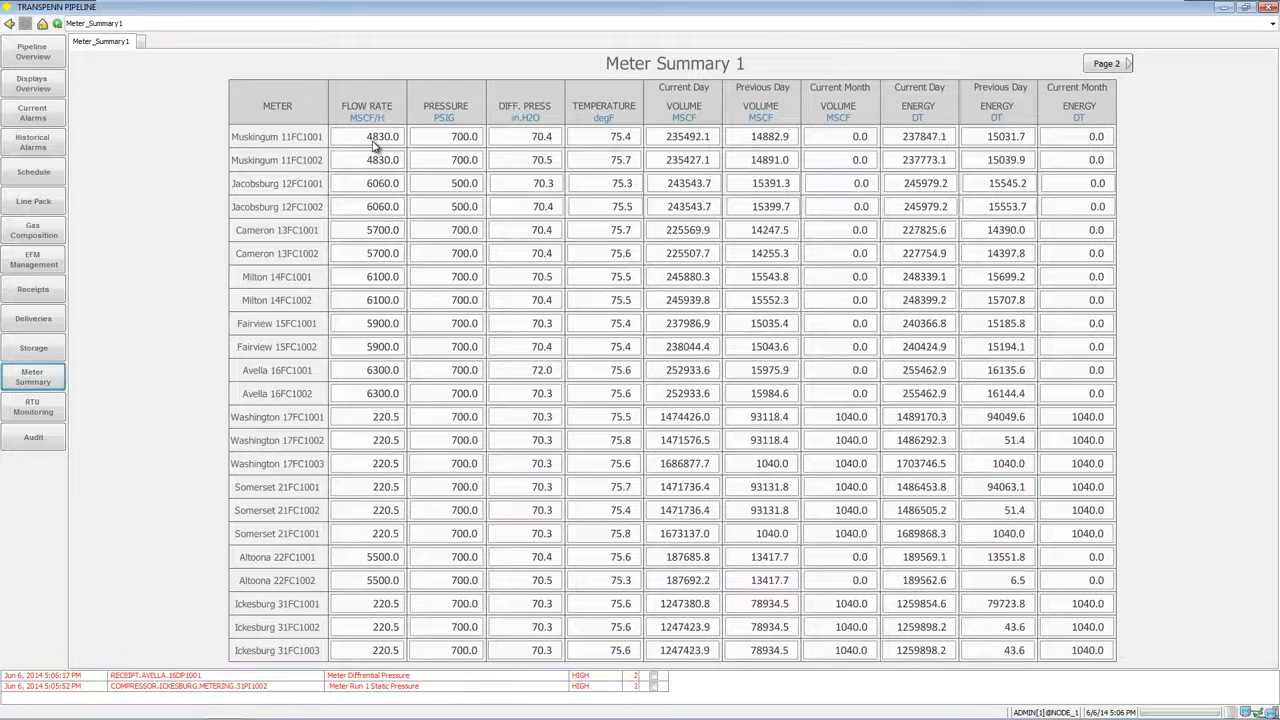 TRANSPENN PIPELINE
Meter_Summary1
Meter_Summary1
Pipeline
Overview
Displays
Overview
Current
Alarms
Historical
Alarms
Schedule
Line Pack
Gas
Composition
EFM
Management
Receipts
Deliveries
Storage
Meter
Summary
RTU
Monitoring
Audit
Meter Summary 1
Page 2
Current Day Previous Day Current Month Current Day Previous Day Current Month
METER FLOW RATE PRESSURE DIFF. PRESS TEMPERATURE VOLUME VOLUME VOLUME ENERGY ENERGY ENERGY
MSCF/H PSIG in.H2O degF MSCF MSCF MSCF DT DT DT
Muskingum 11FC1001 4830.0 700.0 70.4 75.4 235492.1 14882.9 0.0 237847.1 15031.7 0.0
Muskingum 11FC1002 4830.0 700.0 70.5 75.7 235427.1 14891.0 0.0 237773.1 15039.9 0.0
Jacobsburg 12FC1001 6060.0 500.0 70.3 75.3 243543.7 15391.3 0.0 245979.2 15545.2 0.0
Jacobsburg 12FC1002 6060.0 500.0 70.4 75.5 243543.7 15399.7 0.0 245979.2 15553.7 0.0
Cameron 13FC1001 5700.0 700.0 70.4 75.7 225569.9 14247.5 0.0 227825.6 14390.0 0.0
Cameron 13FC1002 5700.0 700.0 70.4 75.6 225507.7 14255.3 0.0 227754.9 14397.8 0.0
Milton 14FC1001 6100.0 700.0 70.5 75.5 245880.3 15543.8 0.0 248339.1 15699.2 0.0
Milton 14FC1002 6100.0 700.0 70.4 75.5 245939.8 15552.3 0.0 248399.2 15707.8 0.0
Fairview 15FC1001 5900.0 700.0 70.3 75.4 237986.9 15035.4 0.0 240366.8 15185.8 0.0
Fairview 15FC1002 5900.0 700.0 70.4 75.6 238044.4 15043.6 0.0 240424.9 15194.1 0.0
Avella 16FC1001 6300.0 700.0 72.0 75.6 252933.6 15975.9 0.0 255462.9 16135.6 0.0
Avella 16FC1002 6300.0 700.0 70.4 75.5 252933.6 15984.6 0.0 255462.9 16144.4 0.0
Washington 17FC1001 220.5 700.0 70.3 75.5 1474426.0 93118.4 1040.0 1489170.3 94049.6 1040.0
Washington 17FC1002 220.5 700.0 70.3 75.8 1471576.5 93118.4 1040.0 1486292.3 51.4 1040.0
Washington 17FC1003 220.5 700.0 70.3 75.6 1686877.7 1040.0 1040.0 1703746.5 1040.0 1040.0
Somerset 21FC1001 220.5 700.0 70.3 75.7 1471736.4 93131.8 1040.0 1486453.8 94063.1 1040.0
Somerset 21FC1002 220.5 700.0 70.3 75.6 1471736.4 93131.8 1040.0 1486505.2 51.4 1040.0
Somerset 21FC1001 220.5 700.0 70.3 75.8 1673137.0 1040.0 1040.0 1689868.3 1040.0 1040.0
Altoona 22FC1001 5500.0 700.0 70.4 75.6 187685.8 13417.7 0.0 189569.1 13551.8 0.0
Altoona 22FC1002 5500.0 700.0 70.5 75.3 187692.2 13417.7 0.0 189562.6 6.5 0.0
Ickesburg 31FC1001 220.5 700.0 70.3 75.6 1247380.8 78934.5 1040.0 1259854.6 79723.8 1040.0
Ickesburg 31FC1002 220.5 700.0 70.3 75.6 1247423.9 78934.5 1040.0 1259898.2 43.6 1040.0
Ickesburg 31FC1003 220.5 700.0 70.3 75.6 1247423.9 78934.5 1040.0 1259898.2 43.6 1040.0
Jun 6, 2014 5:06:17 PM RECEIPT.AVELLA.16DP1001 Meter Diffrential Pressure HIGH 2
Jun 6, 2014 5:05:52 PM COMPRESSOR.ICKESBURG.METERING.31PI1002 Meter Run 1 Static Pressure HIGH 2
ADMIN[1]@NODE_1 6/6/14 5:06 PM